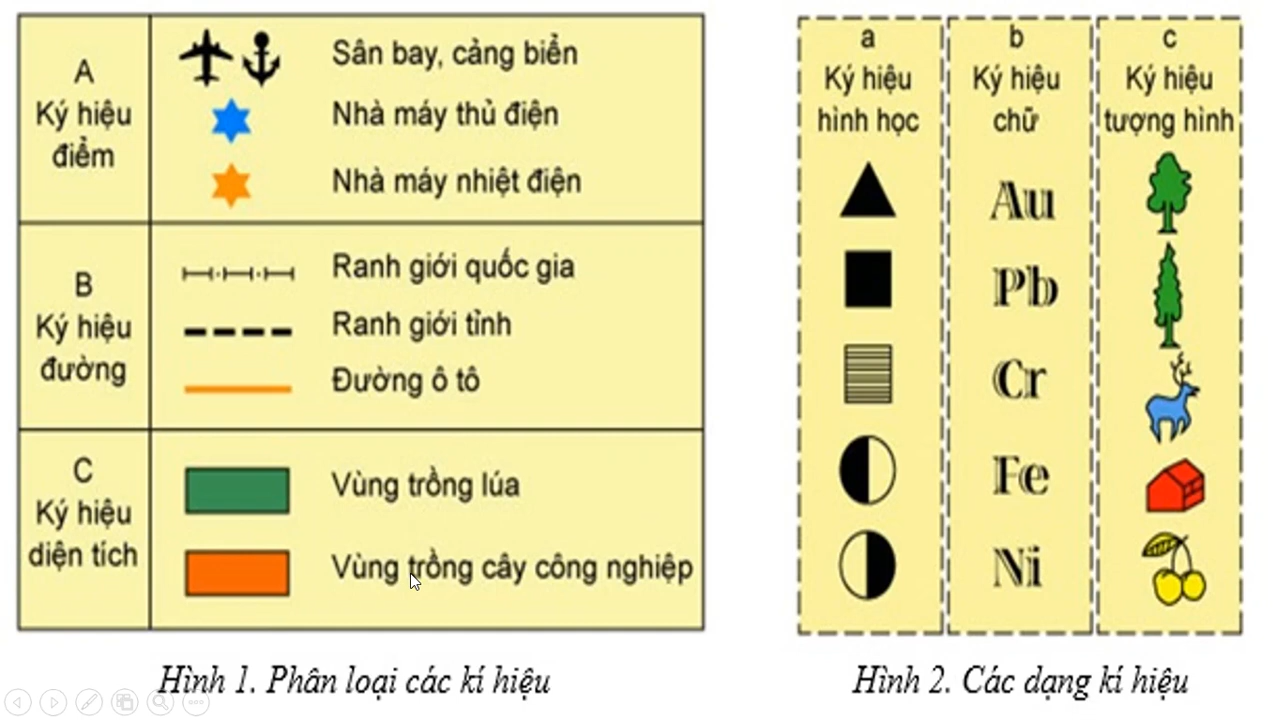 A
Ký hiệu
điểm
Sân bay, cảng biển
Nhà máy thủ điện
Nhà máy nhiệt điện
B
Ký hiệu
đường
Ranh giới quốc gia
Ranh giới tỉnh
Đường ô tô
C
Ký hiệu
diện tích
Vùng trồng lúa
Vùng trồng cây công nghiệp
Hình 1. Phân loại các kí hiệu
a
Ký hiệu
hình học
b
Ký hiệu
chữ
Au
Pb
Cr
Fe
Ni
c
Ký hiệu
tượng hình
Hình 2. Các dạng kí hiệu